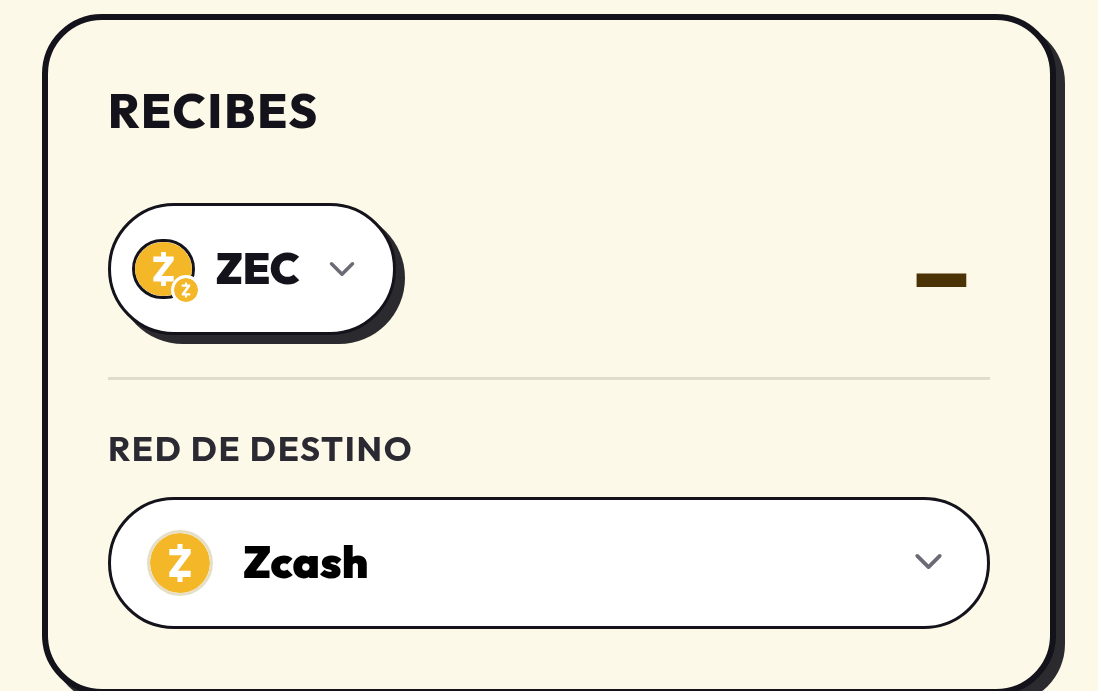 RECIBES
ZEC
–
RED DE DESTINO
Zcash